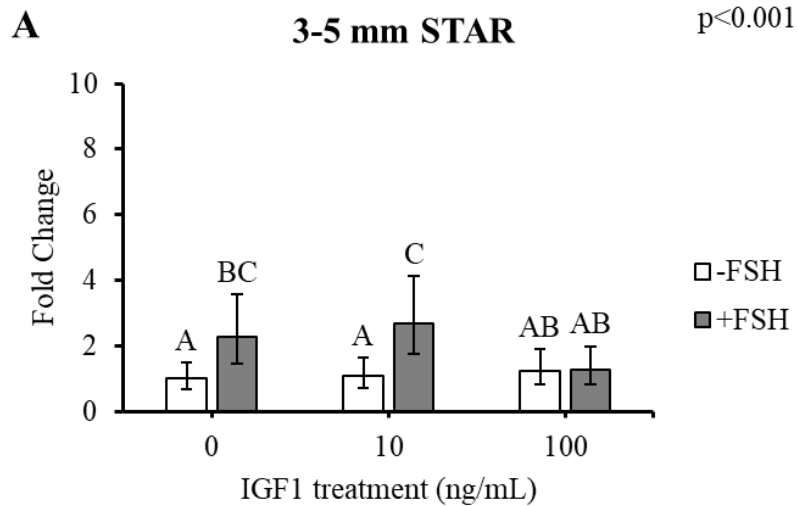 A
3-5 mm STAR
p<0.001
10
8
6
4
2
0
Fold Change
A
BC
A
C
AB
AB
-FSH
+FSH
0
10
100
IGF1 treatment (ng/mL)